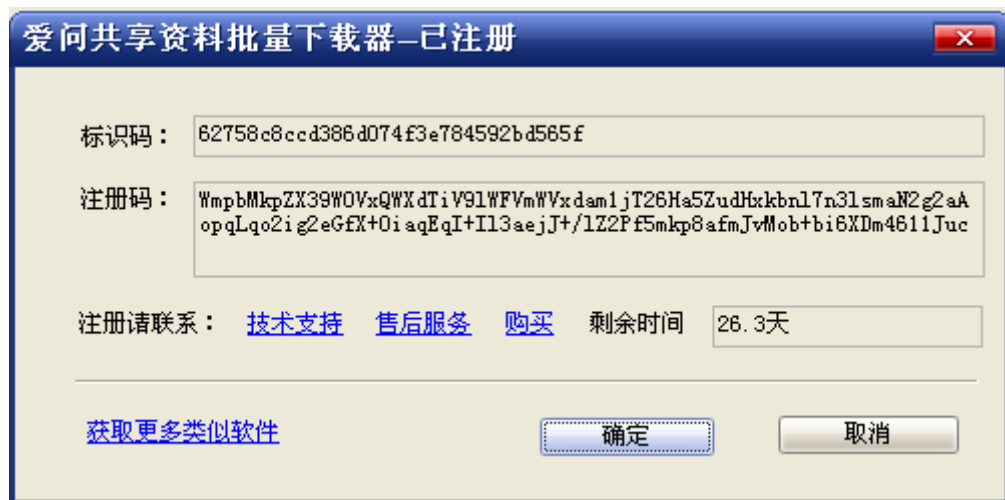 爱问共享资料批量下载器—已注册
标识码： 62758c8ccd386d074f3e784592bd565f
注册码： WmpbMkpZX39WOVxQWXdTiV9lWFVmWVxdam1jT26Ha5ZudHxkbnl7n3lsmaN2g2aA
opqLqo2ig2eGfX+OiaqEqI+Il3aejJ+/lZ2Pf5mkp8afmJvMob+bi6XDm4611Juc
注册请联系： 技术支持 售后服务 购买 剩余时间 26.3天
获取更多类似软件 确定 取消